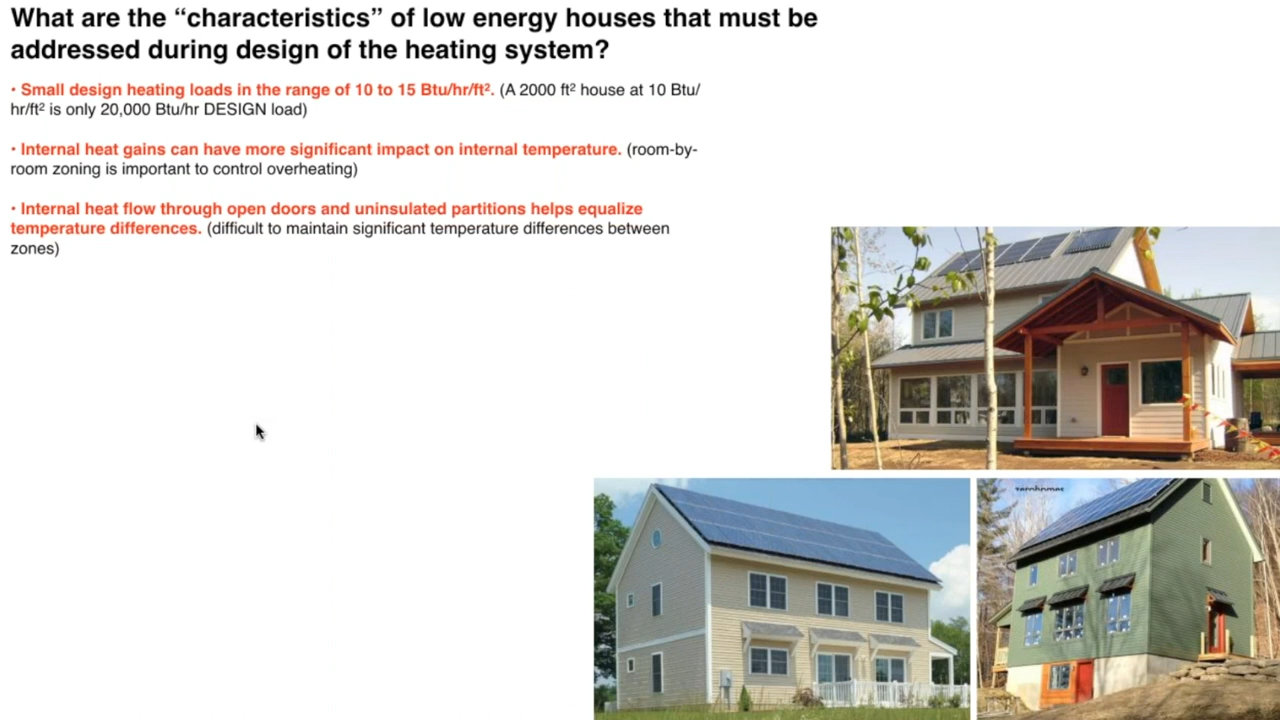 What are the “characteristics” of low energy houses that must be
addressed during design of the heating system?
• Small design heating loads in the range of 10 to 15 Btu/hr/ft². (A 2000 ft² house at 10 Btu/
hr/ft² is only 20,000 Btu/hr DESIGN load)
• Internal heat gains can have more significant impact on internal temperature. (room-by-
room zoning is important to control overheating)
• Internal heat flow through open doors and uninsulated partitions helps equalize
temperature differences. (difficult to maintain significant temperature differences between
zones)